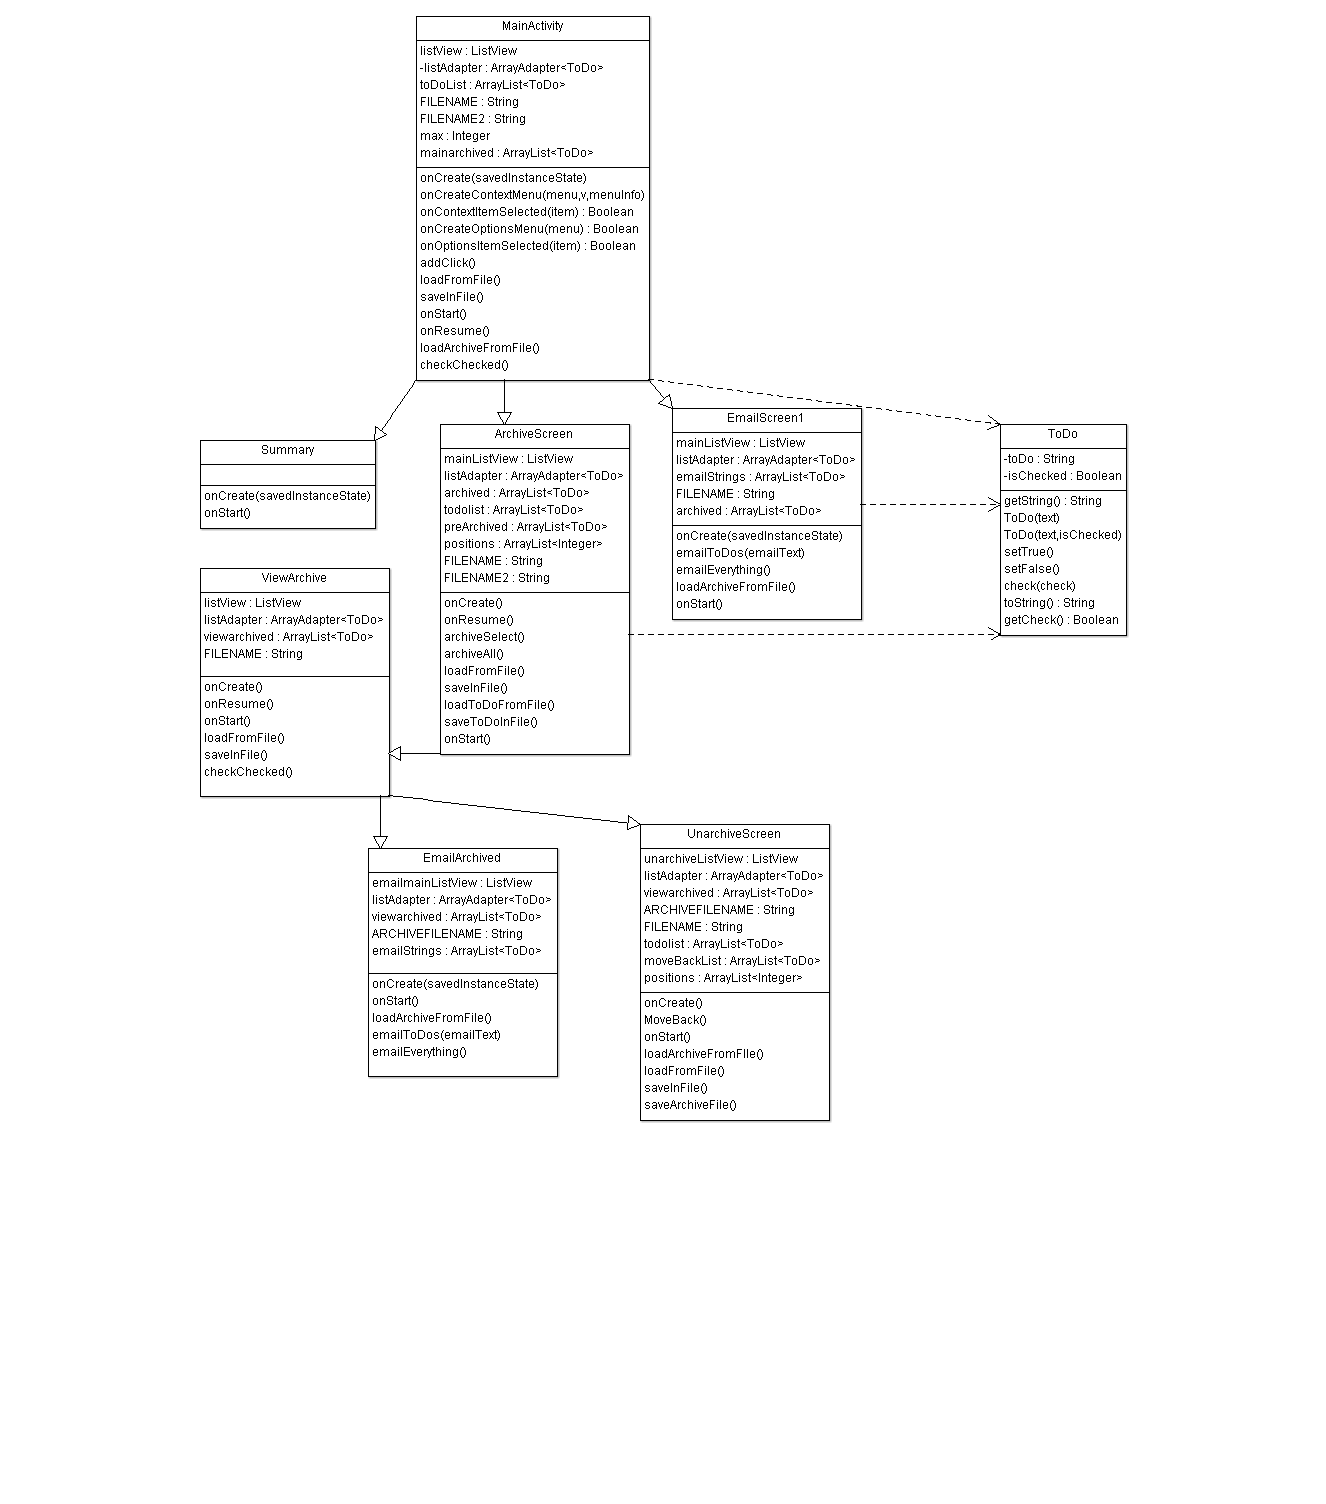 MainActivity
listView : ListView
-listAdapter : ArrayAdapter<ToDo>
toDoList : ArrayList<ToDo>
FILENAME : String
FILENAME2 : String
max : Integer
mainarchived : ArrayList<ToDo>
onCreate(savedInstanceState)
onCreateContextMenu(menu,v,menuInfo)
onContextItemSelected(item) : Boolean
onCreateOptionsMenu(menu) : Boolean
onOptionsItemSelected(item) : Boolean
addClick()
loadFromFile()
saveInFile()
onStart()
onResume()
loadArchiveFromFile()
checkChecked()
Summary
onCreate(savedInstanceState)
onStart()
ArchiveScreen
mainListView : ListView
listAdapter : ArrayAdapter<ToDo>
archived : ArrayList<ToDo>
todolist : ArrayList<ToDo>
preArchived : ArrayList<ToDo>
positions : ArrayList<Integer>
FILENAME : String
FILENAME2 : String
onCreate()
onResume()
archiveSelect()
archiveAll()
loadFromFile()
saveInFile()
loadToDoFromFile()
saveToDoInFile()
onStart()
EmailScreen1
mainListView : ListView
listAdapter : ArrayAdapter<ToDo>
emailStrings : ArrayList<ToDo>
FILENAME : String
archived : ArrayList<ToDo>
onCreate(savedInstanceState)
emailToDos(emailText)
emailEverything()
loadArchiveFromFile()
onStart()
ToDo
-toDo : String
-isChecked : Boolean
getString() : String
ToDo(text)
ToDo(text,isChecked)
setTrue()
setFalse()
check(check)
toString() : String
getCheck() : Boolean
ViewArchive
listView : ListView
listAdapter : ArrayAdapter<ToDo>
viewarchived : ArrayList<ToDo>
FILENAME : String
onCreate()
onResume()
onStart()
loadFromFile()
saveInFile()
checkChecked()
EmailArchived
emailmainListView : ListView
listAdapter : ArrayAdapter<ToDo>
viewarchived : ArrayList<ToDo>
ARCHIVEFILENAME : String
emailStrings : ArrayList<ToDo>
onCreate(savedInstanceState)
onStart()
loadArchiveFromFile()
emailToDos(emailText)
emailEverything()
UnarchiveScreen
unarchiveListView : ListView
listAdapter : ArrayAdapter<ToDo>
viewarchived : ArrayList<ToDo>
ARCHIVEFILENAME : String
FILENAME : String
todolist : ArrayList<ToDo>
moveBackList : ArrayList<ToDo>
positions : ArrayList<Integer>
onCreate()
MoveBack()
onStart()
loadArchiveFromFIle()
loadFromFile()
saveInFile()
saveArchiveFile()